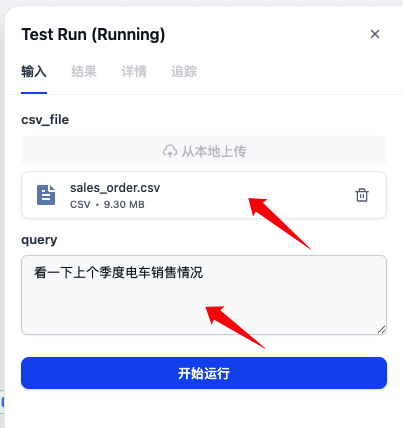 Test Run (Running)
输入 结果 详情 追踪
csv_file
从本地上传
sales_order.csv
CSV • 9.30 MB
query
看一下上个季度电车销售情况
开始运行